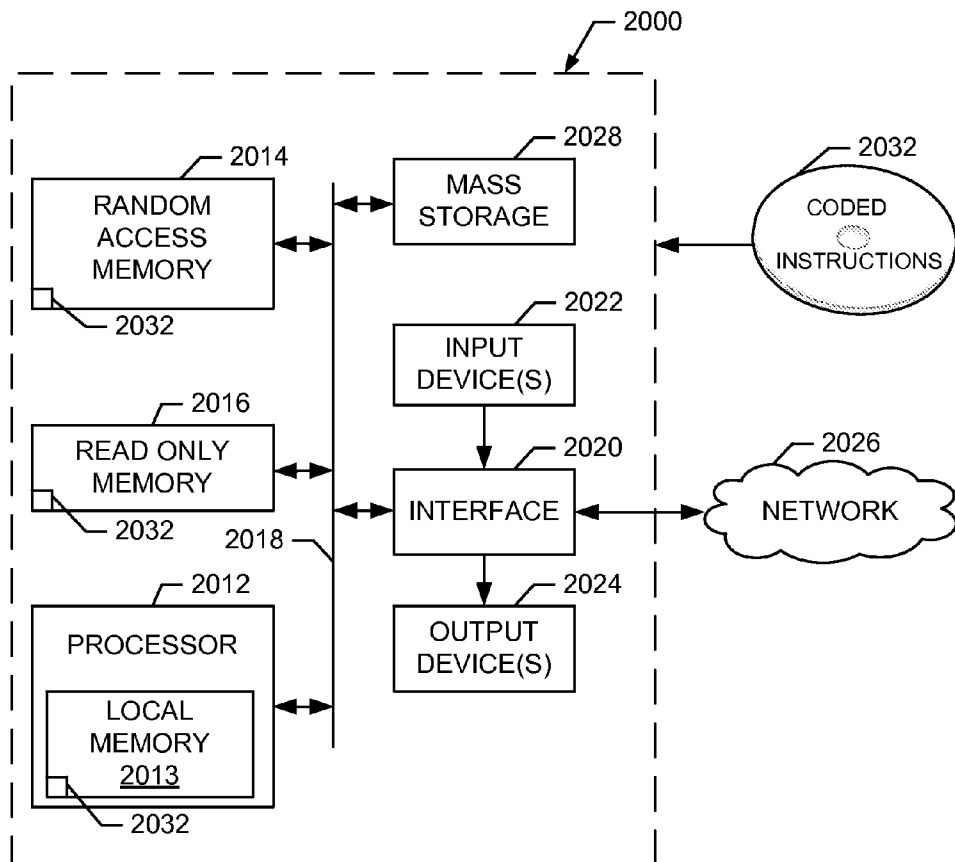 2000
2014
RANDOM
ACCESS
MEMORY
2032
2028
MASS
STORAGE
2032
CODED
INSTRUCTIONS
2022
INPUT
DEVICE(S)
2016
READ ONLY
MEMORY
2032
2020
INTERFACE
2026
NETWORK
2018
2012
PROCESSOR
LOCAL
MEMORY
2013
2032
2024
OUTPUT
DEVICE(S)